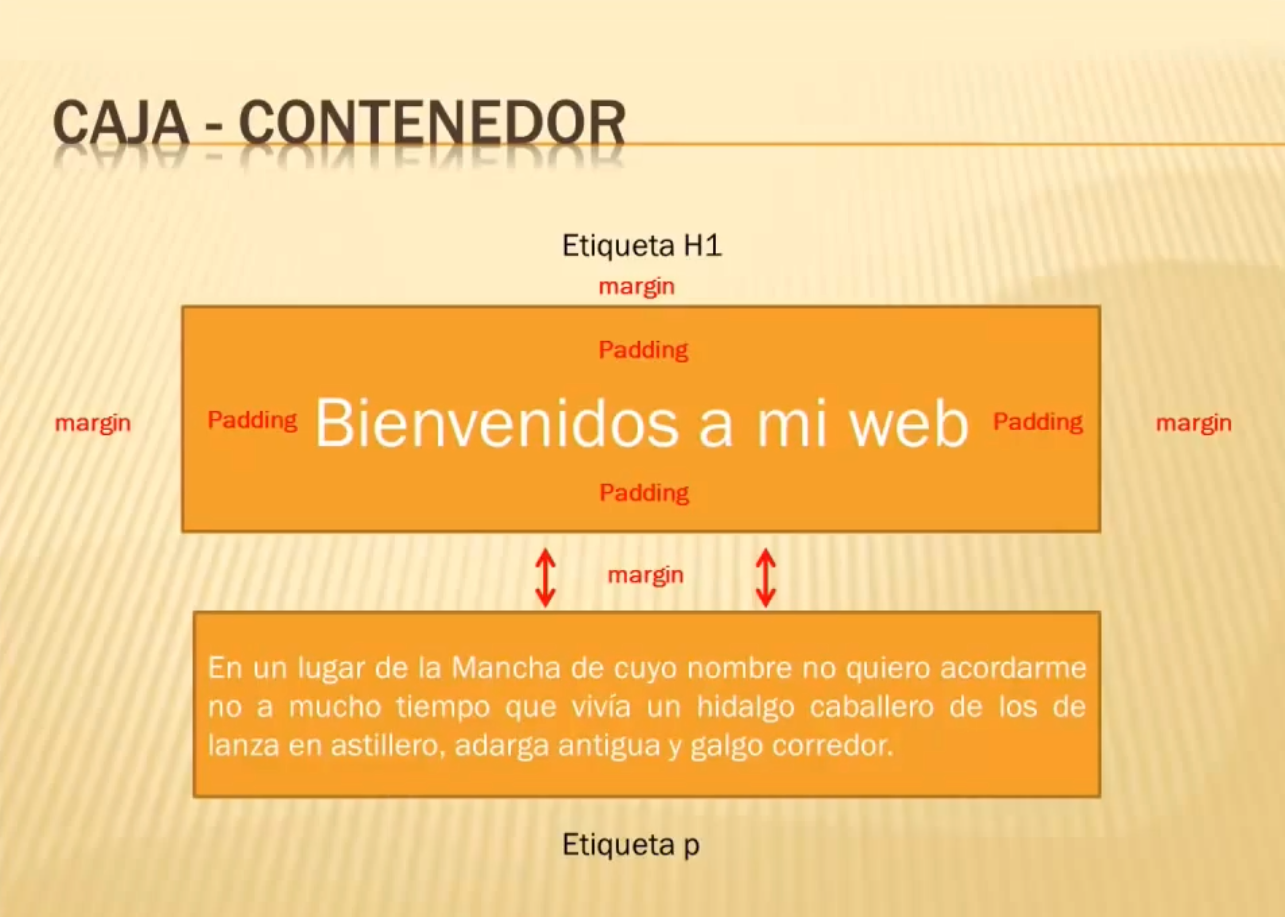 CAJA - CONTENEDOR
Etiqueta H1
margin
Padding
margin Padding Bienvenidos a mi web Padding margin
Padding
margin
En un lugar de la Mancha de cuyo nombre no quiero acordarme
no a mucho tiempo que vivía un hidalgo caballero de los de
lanza en astillero, adarga antigua y galgo corredor.
Etiqueta p